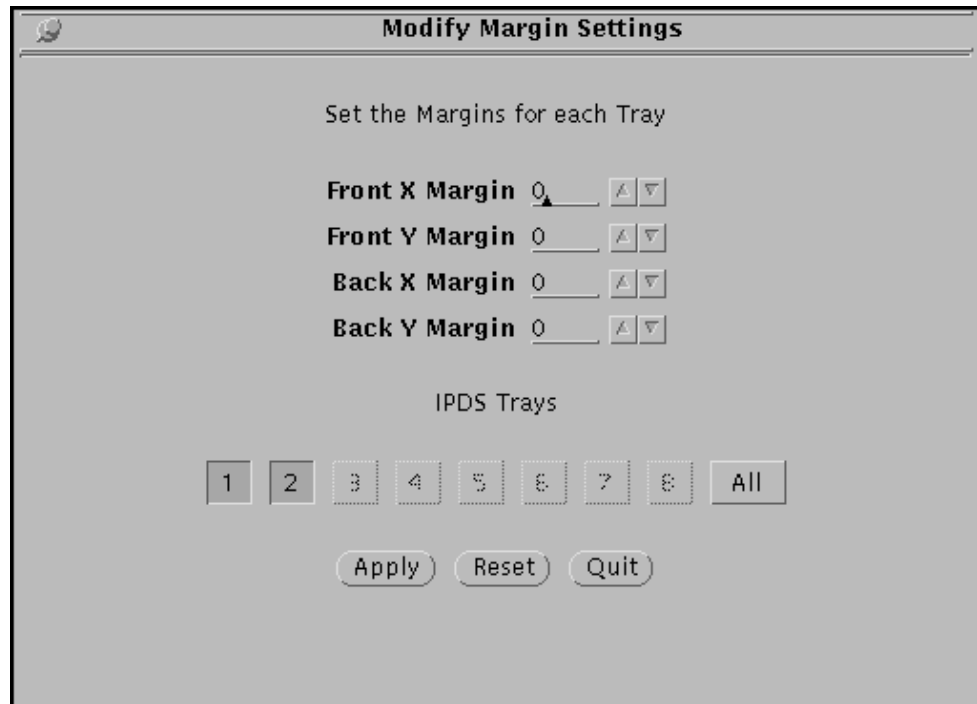 Modify Margin Settings
Set the Margins for each Tray
Front X Margin 0
Front Y Margin 0
Back X Margin 0
Back Y Margin 0
IPDS Trays
1 2 3 4 5 6 7 8 All
Apply Reset Quit